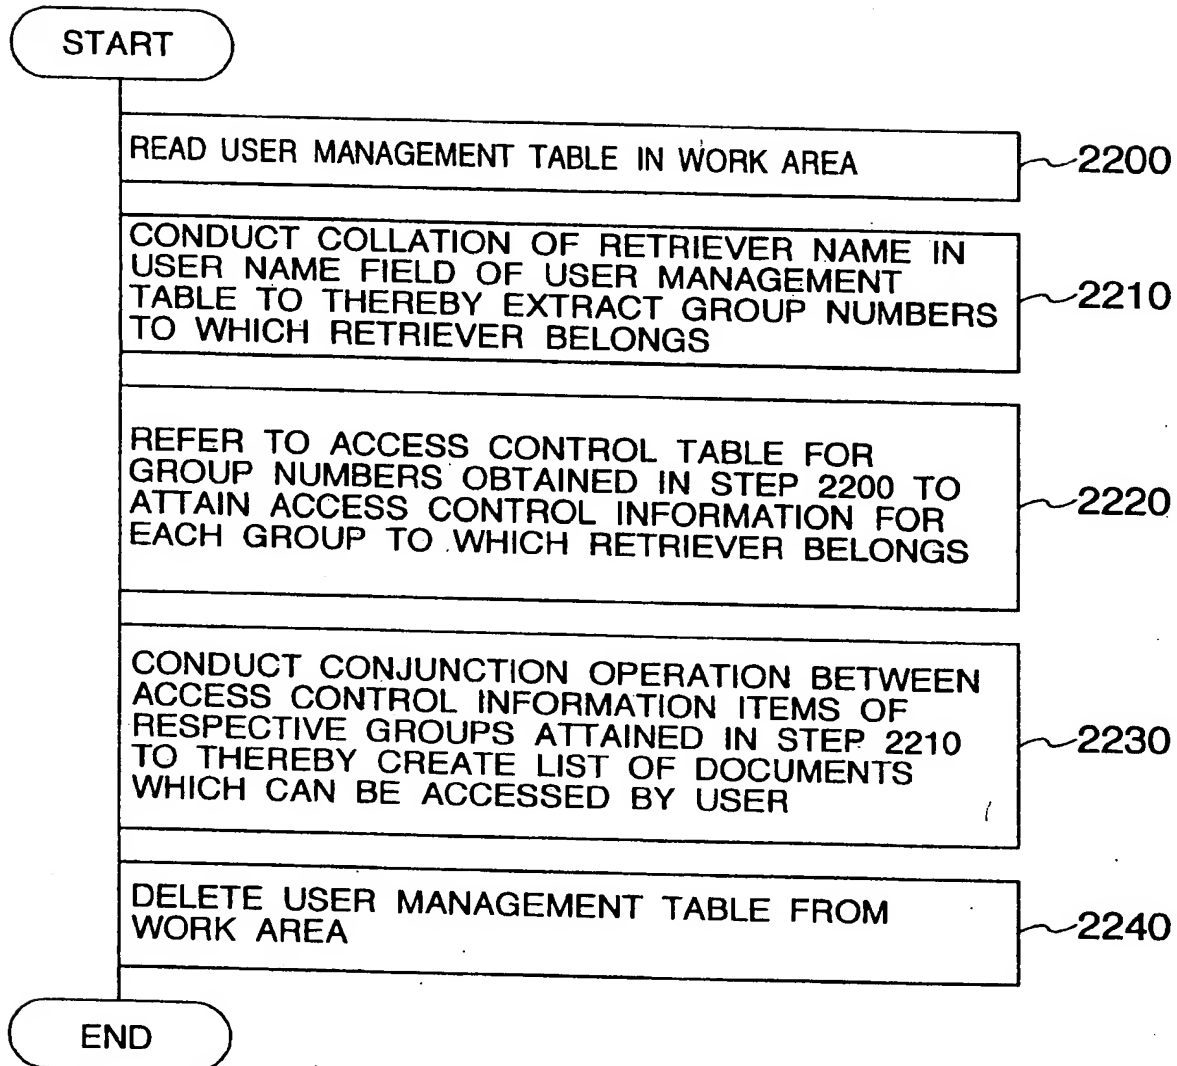 START
READ USER MANAGEMENT TABLE IN WORK AREA
2200
CONDUCT COLLATION OF RETRIEVER NAME IN
USER NAME FIELD OF USER MANAGEMENT
TABLE TO THEREBY EXTRACT GROUP NUMBERS
TO WHICH RETRIEVER BELONGS
2210
REFER TO ACCESS CONTROL TABLE FOR
GROUP NUMBERS OBTAINED IN STEP 2200 TO
ATTAIN ACCESS CONTROL INFORMATION FOR
EACH GROUP TO WHICH RETRIEVER BELONGS
2220
CONDUCT CONJUNCTION OPERATION BETWEEN
ACCESS CONTROL INFORMATION ITEMS OF
RESPECTIVE GROUPS ATTAINED IN STEP 2210
TO THEREBY CREATE LIST OF DOCUMENTS
WHICH CAN BE ACCESSED BY USER
2230
DELETE USER MANAGEMENT TABLE FROM
WORK AREA
2240
END